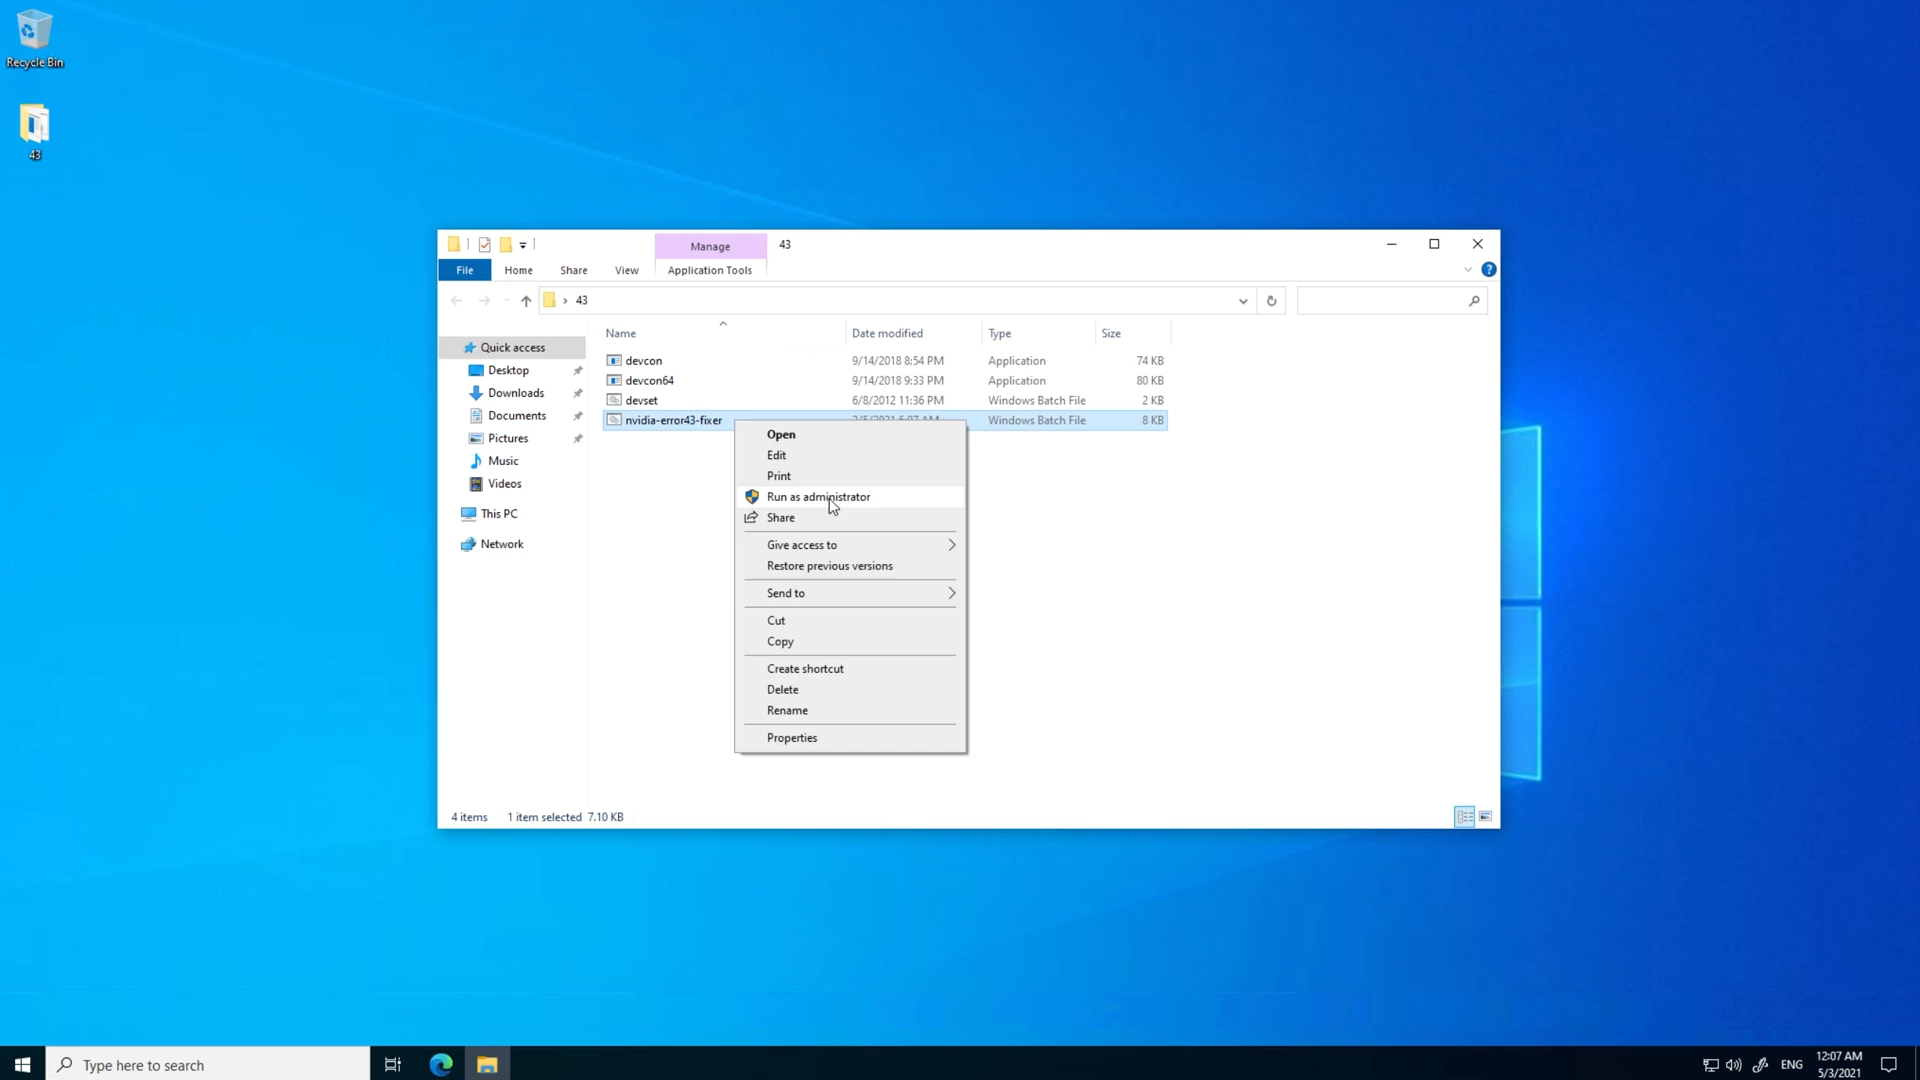 Recycle Bin
43
Manage
43
File
Home
Share
View
Application Tools
43
Name
Date modified
Type
Size
Quick access
Desktop
Downloads
Documents
Pictures
Music
Videos
This PC
Network
devcon 9/14/2018 8:54 PM Application 74 KB
devcon64 9/14/2018 9:33 PM Application 80 KB
devset 6/8/2012 11:36 PM Windows Batch File 2 KB
nvidia-error43-fixer Windows Batch File 8 KB
Open
Edit
Print
Run as administrator
Share
Give access to
Restore previous versions
Send to
Cut
Copy
Create shortcut
Delete
Rename
Properties
4 items 1 item selected 7.10 KB
Type here to search
ENG
12:07 AM
5/3/2021